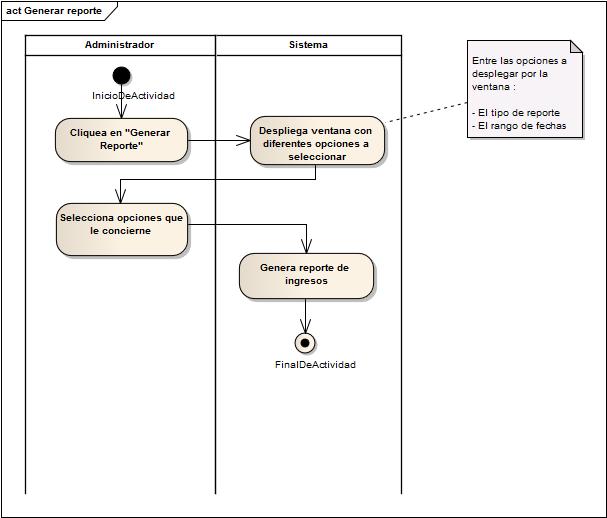 act Generar reporte
Administrador
Sistema
InicioDeActividad
Cliquea en "Generar
Reporte"
Despliega ventana con
diferentes opciones a
seleccionar
Entre las opciones a
desplegar por la
ventana :
- El tipo de reporte
- El rango de fechas
Selecciona opciones que
le concierne
Genera reporte de
ingresos
FinalDeActividad